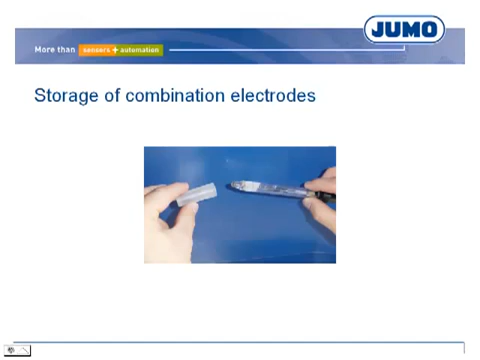 JUMO
More than sensors + automation
Storage of combination electrodes